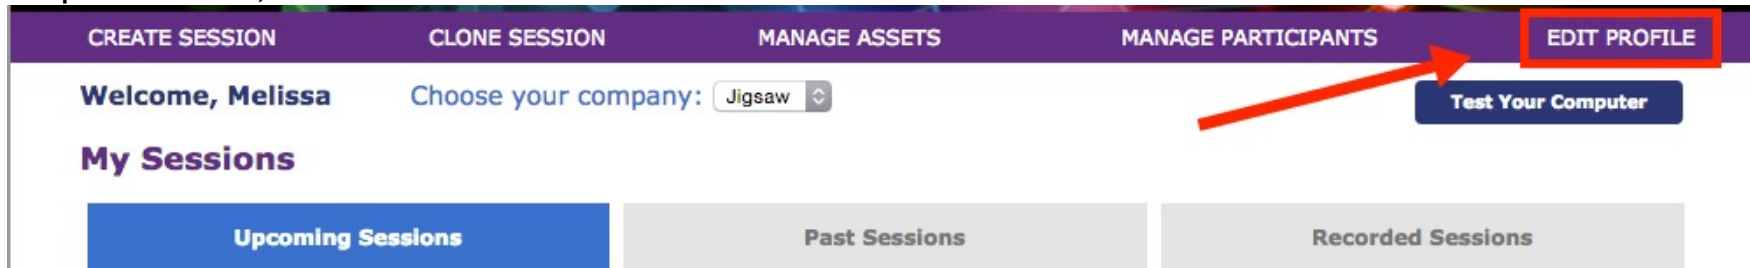 CREATE SESSION CLONE SESSION MANAGE ASSETS MANAGE PARTICIPANTS EDIT PROFILE
Welcome, Melissa Choose your company: Jigsaw Test Your Computer
My Sessions
Upcoming Sessions Past Sessions Recorded Sessions